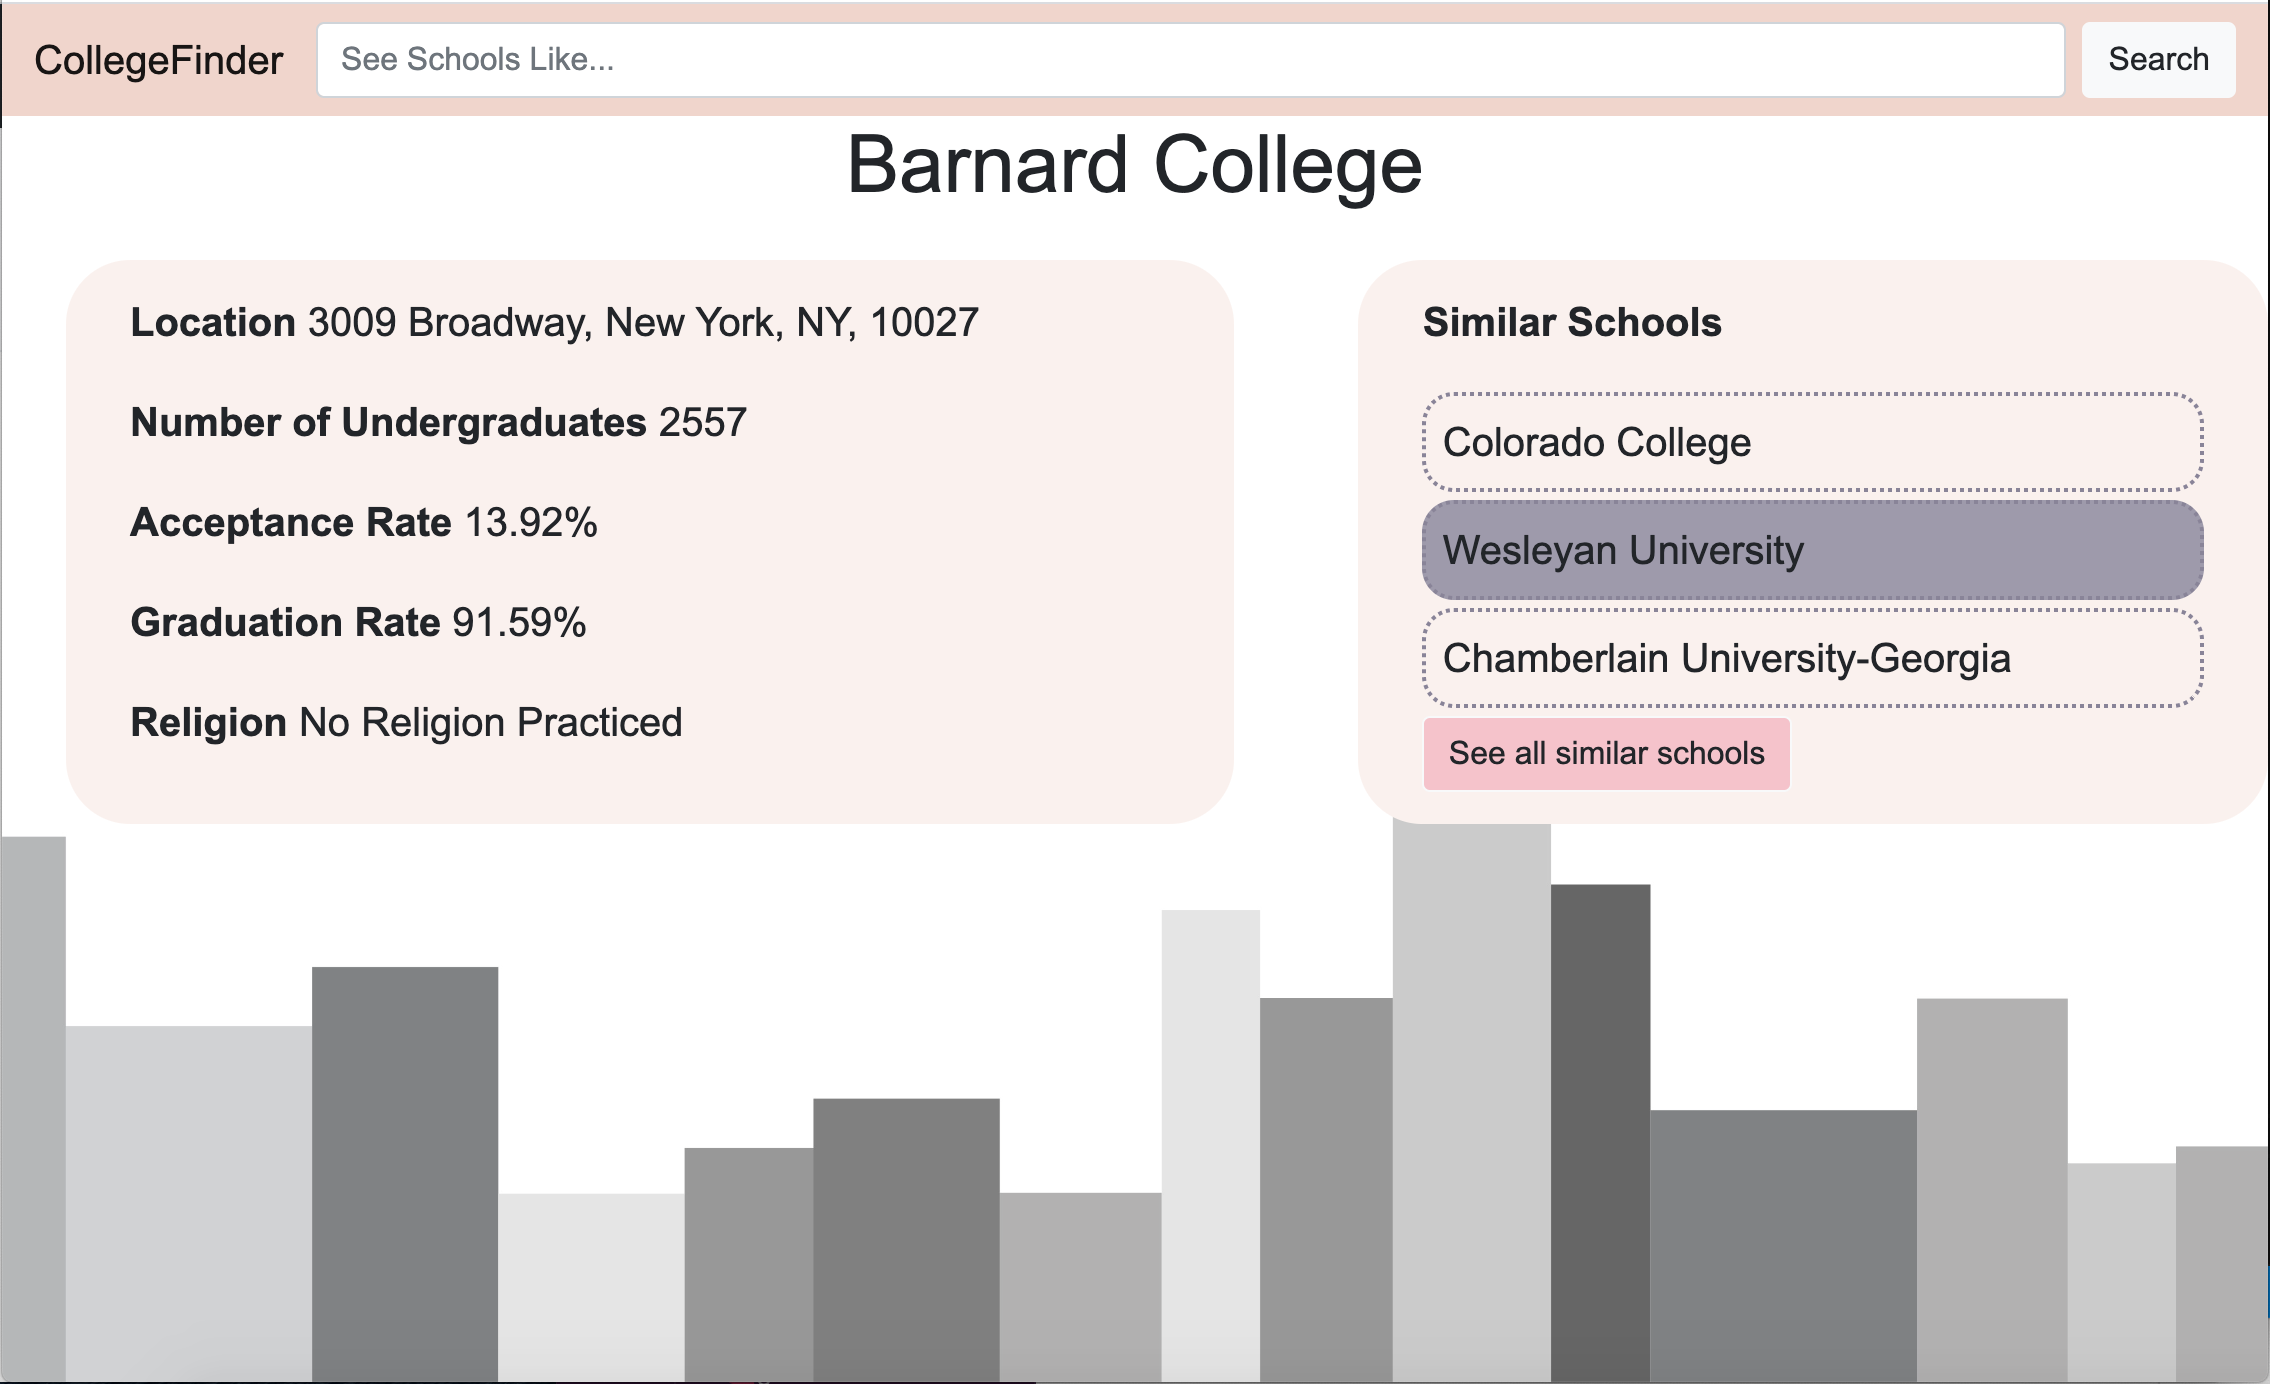 CollegeFinder
See Schools Like...
Search
Barnard College
Location 3009 Broadway, New York, NY, 10027
Number of Undergraduates 2557
Acceptance Rate 13.92%
Graduation Rate 91.59%
Religion No Religion Practiced
Similar Schools
Colorado College
Wesleyan University
Chamberlain University-Georgia
See all similar schools